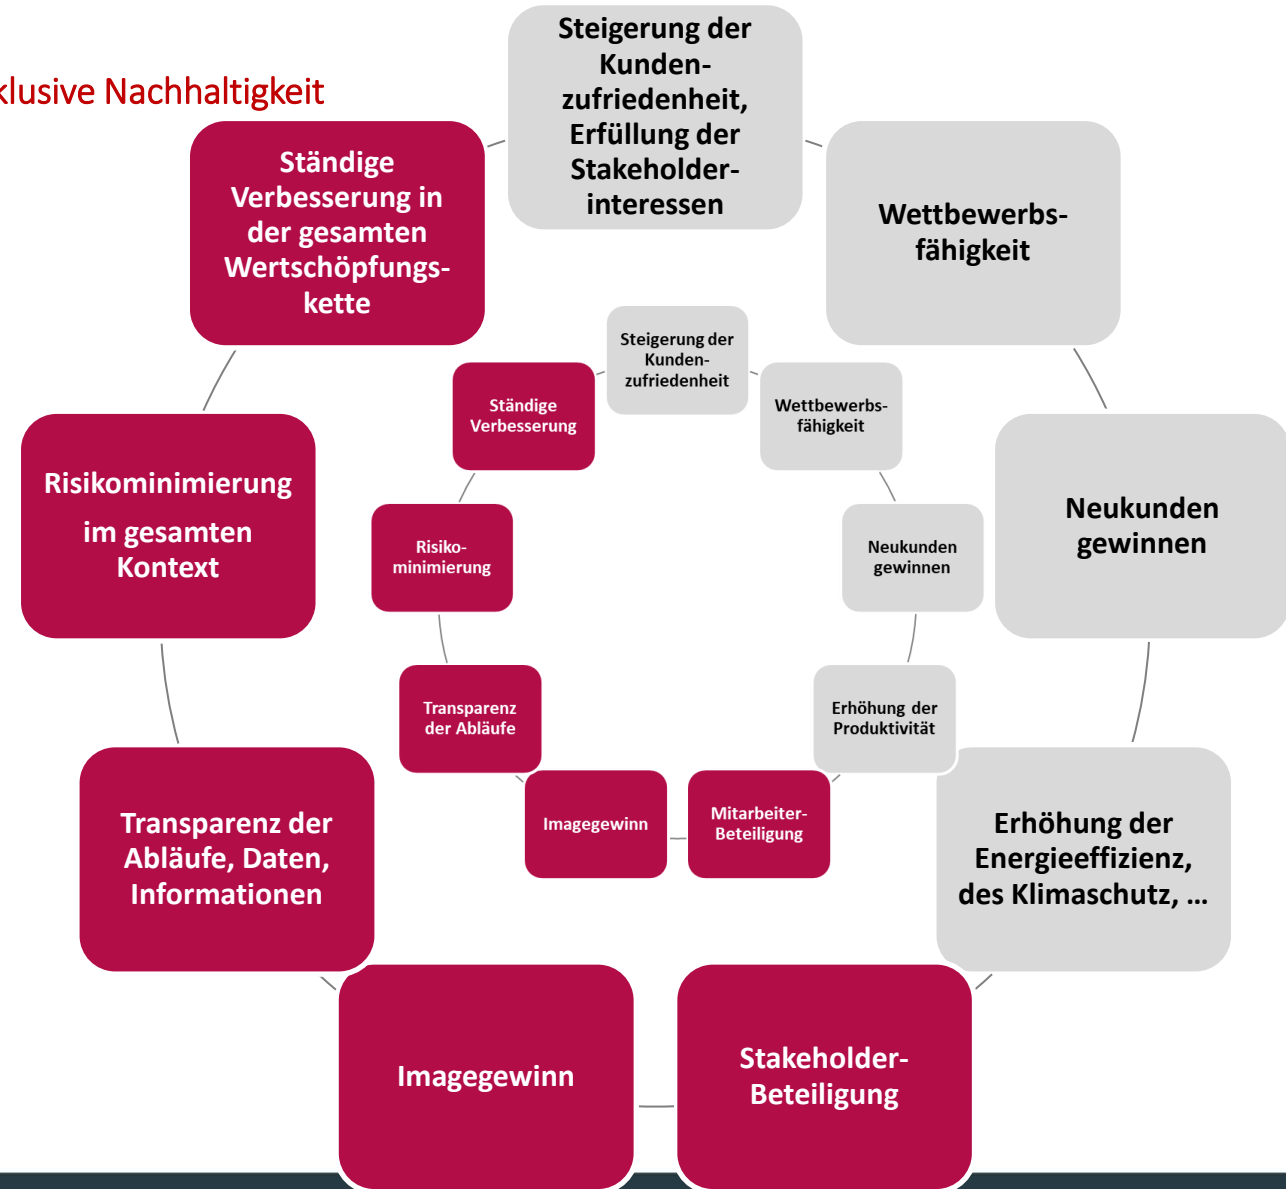 klusive Nachhaltigkeit
Steigerung der
Kunden-
zufriedenheit,
Erfüllung der
Stakeholder-
interessen
Wettbewerbs-
fähigkeit
Neukunden
gewinnen
Erhöhung der
Energieeffizienz,
des Klimaschutz, ...
Stakeholder-
Beteiligung
Imagegewinn
Transparenz der
Abläufe, Daten,
Informationen
Risikominimierung
im gesamten
Kontext
Ständige
Verbesserung in
der gesamten
Wertschöpfungs-
kette
Steigerung der
Kunden-
zufriedenheit
Wettbewerbs-
fähigkeit
Neukunden
gewinnen
Erhöhung der
Produktivität
Mitarbeiter-
Beteiligung
Imagegewinn
Transparenz
der Abläufe
Risiko-
minimierung
Ständige
Verbesserung